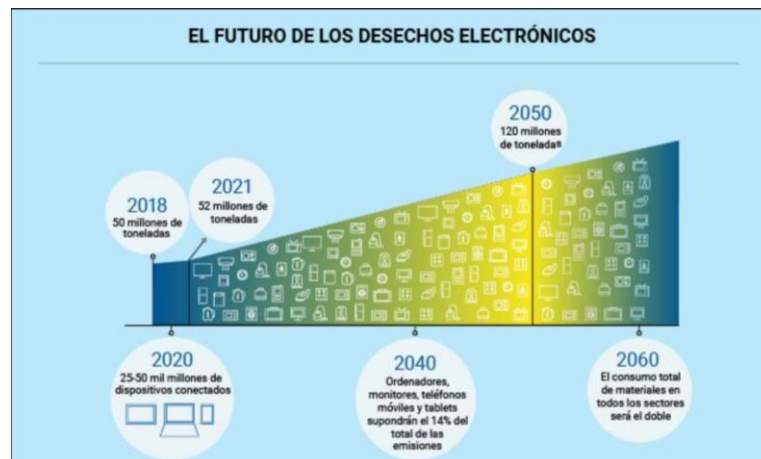 EL FUTURO DE LOS DESECHOS ELECTRÓNICOS
2050
120 millones
de toneladas
2021
52 millones de
toneladas
2018
50 millones de
toneladas
2020
25-50 mil millones de
dispositivos conectados
2040
Ordenadores,
monitores, teléfonos
móviles y tablets
supondrán el 14% del
total de las
emisiones
2060
El consumo total
de materiales en
todos los sectores
será el doble